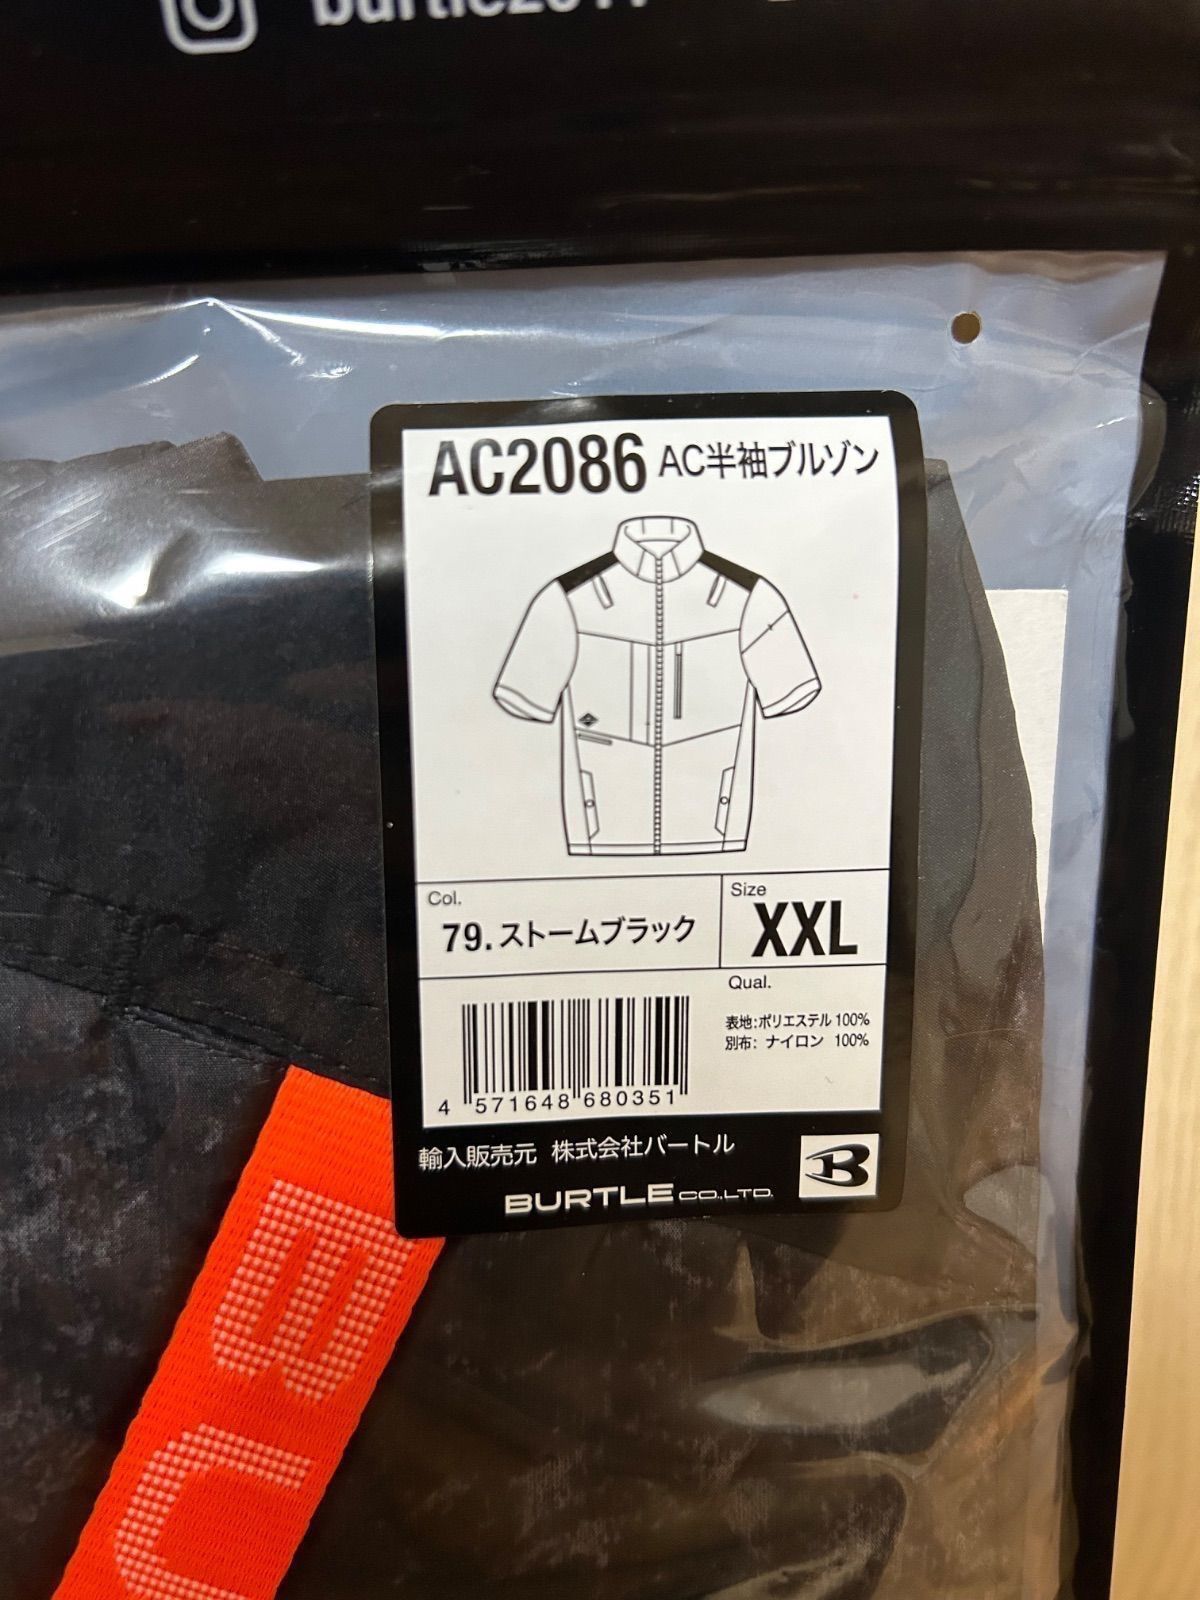 AC2086 AC半袖ブルゾン
Col.
79.ストームブラック
Size
XXL
Qual.
表地:ポリエステル 100%
別布: ナイロン 100%
4 571648 680351
輸入販売元 株式会社バートル
BURTLE CO.,LTD.
B
BU